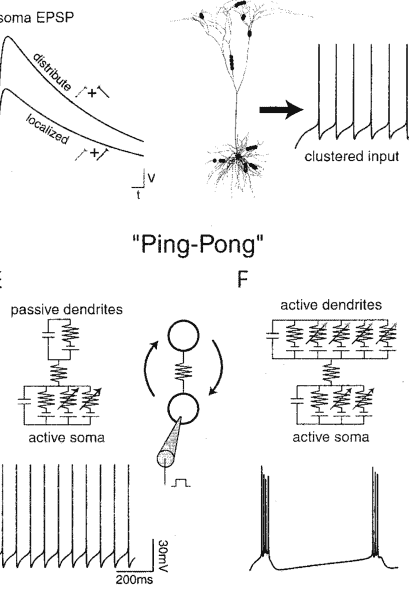 soma EPSP
distribute
+
localized
+
V
t
clustered input
"Ping-Pong"
E
F
passive dendrites
active dendrites
active soma
active soma
30mV
200ms